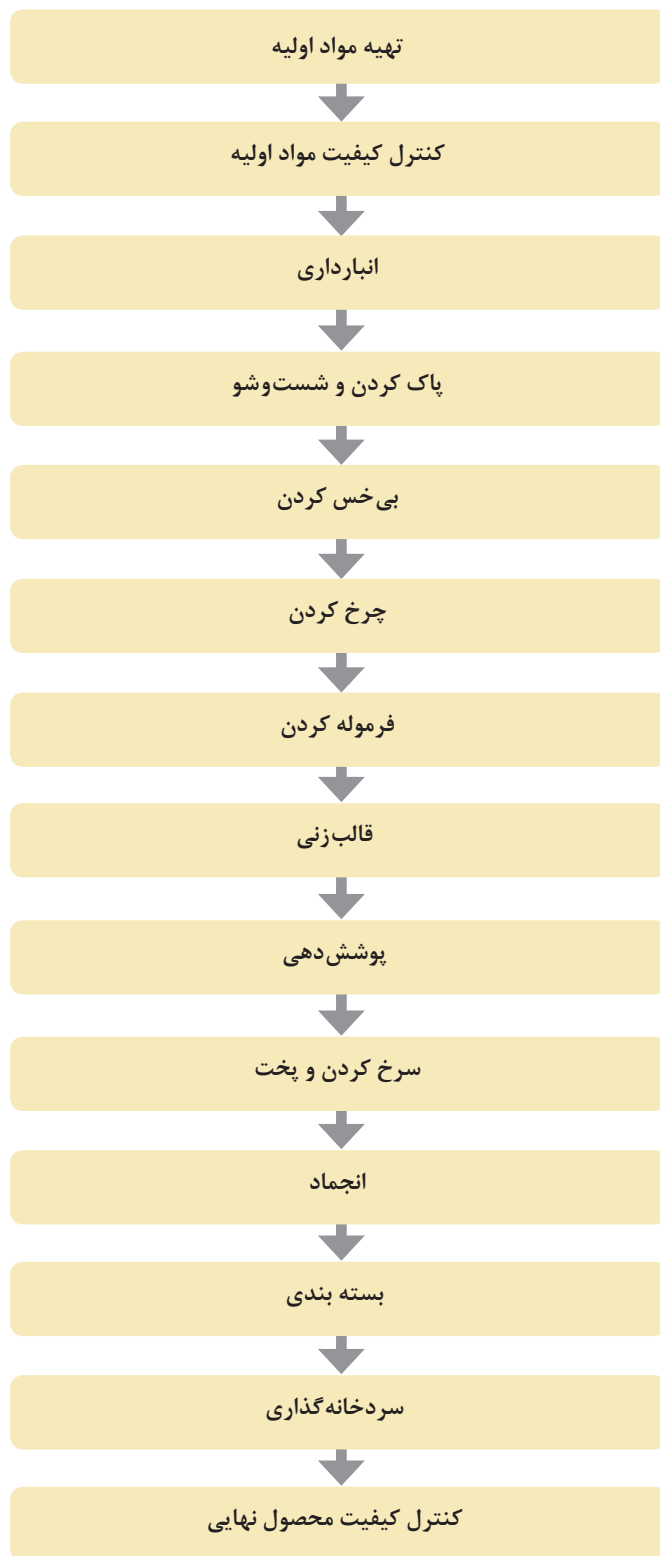 تهیه مواد اولیه
کنترل کیفیت مواد اولیه
انبارداری
پاک کردن و شست‌وشو
بی‌خس کردن
چرخ کردن
فرموله کردن
قالب‌زنی
پوشش‌دهی
سرخ کردن و پخت
انجماد
بسته بندی
سردخانه‌گذاری
کنترل کیفیت محصول نهایی